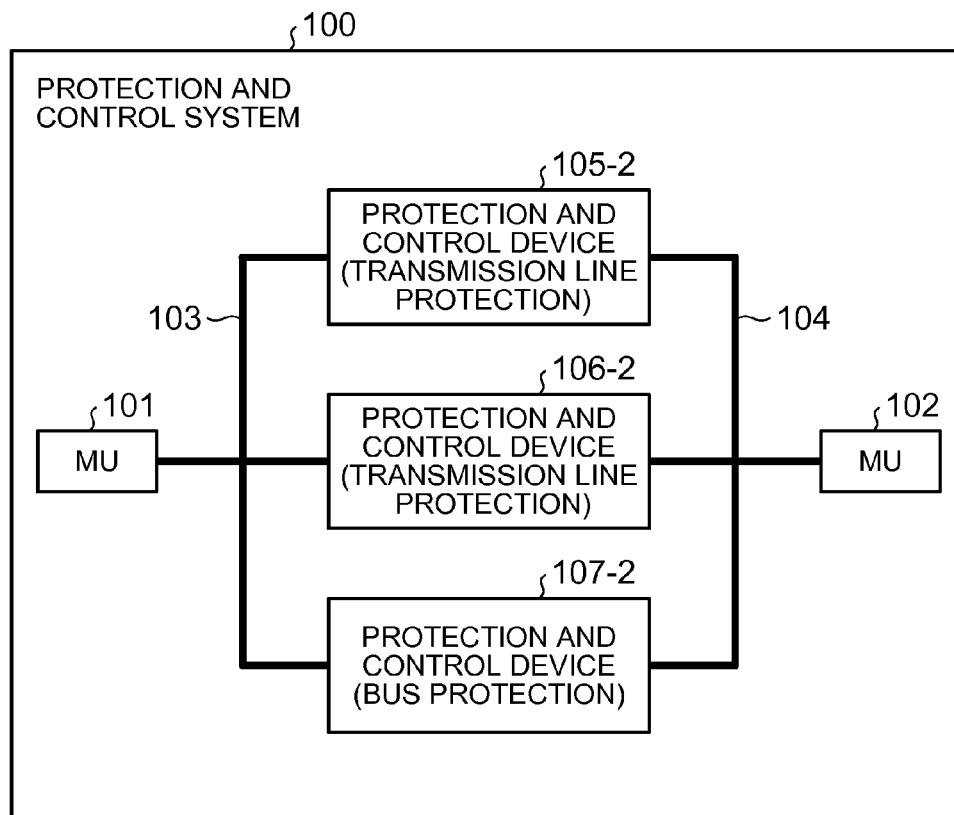 100
PROTECTION AND
CONTROL SYSTEM
105-2
PROTECTION AND
CONTROL DEVICE
(TRANSMISSION LINE
PROTECTION)
103
104
106-2
101
PROTECTION AND
CONTROL DEVICE
(TRANSMISSION LINE
PROTECTION)
102
MU
MU
107-2
PROTECTION AND
CONTROL DEVICE
(BUS PROTECTION)